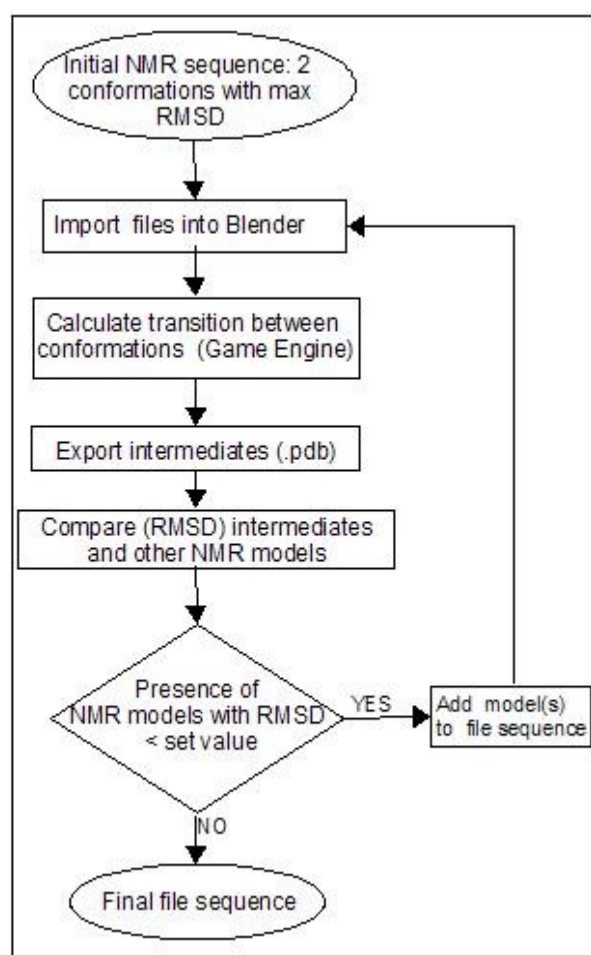 Initial NMR sequence: 2
conformations with max
RMSD
Import files into Blender
Calculate transition between
conformations (Game Engine)
Export intermediates (.pdb)
Compare (RMSD) intermediates
and other NMR models
Presence of
NMR models with RMSD
< set value
YES
Add model(s)
to file sequence
NO
Final file sequence